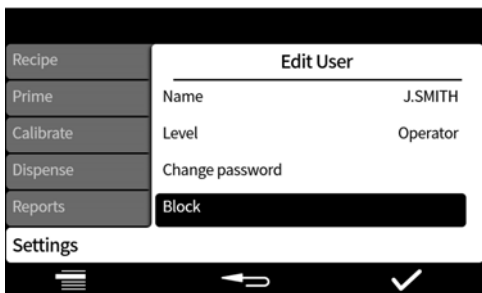 Recipe
Prime
Calibrate
Dispense
Reports
Settings
Edit User
Name J.SMITH
Level Operator
Change password
Block